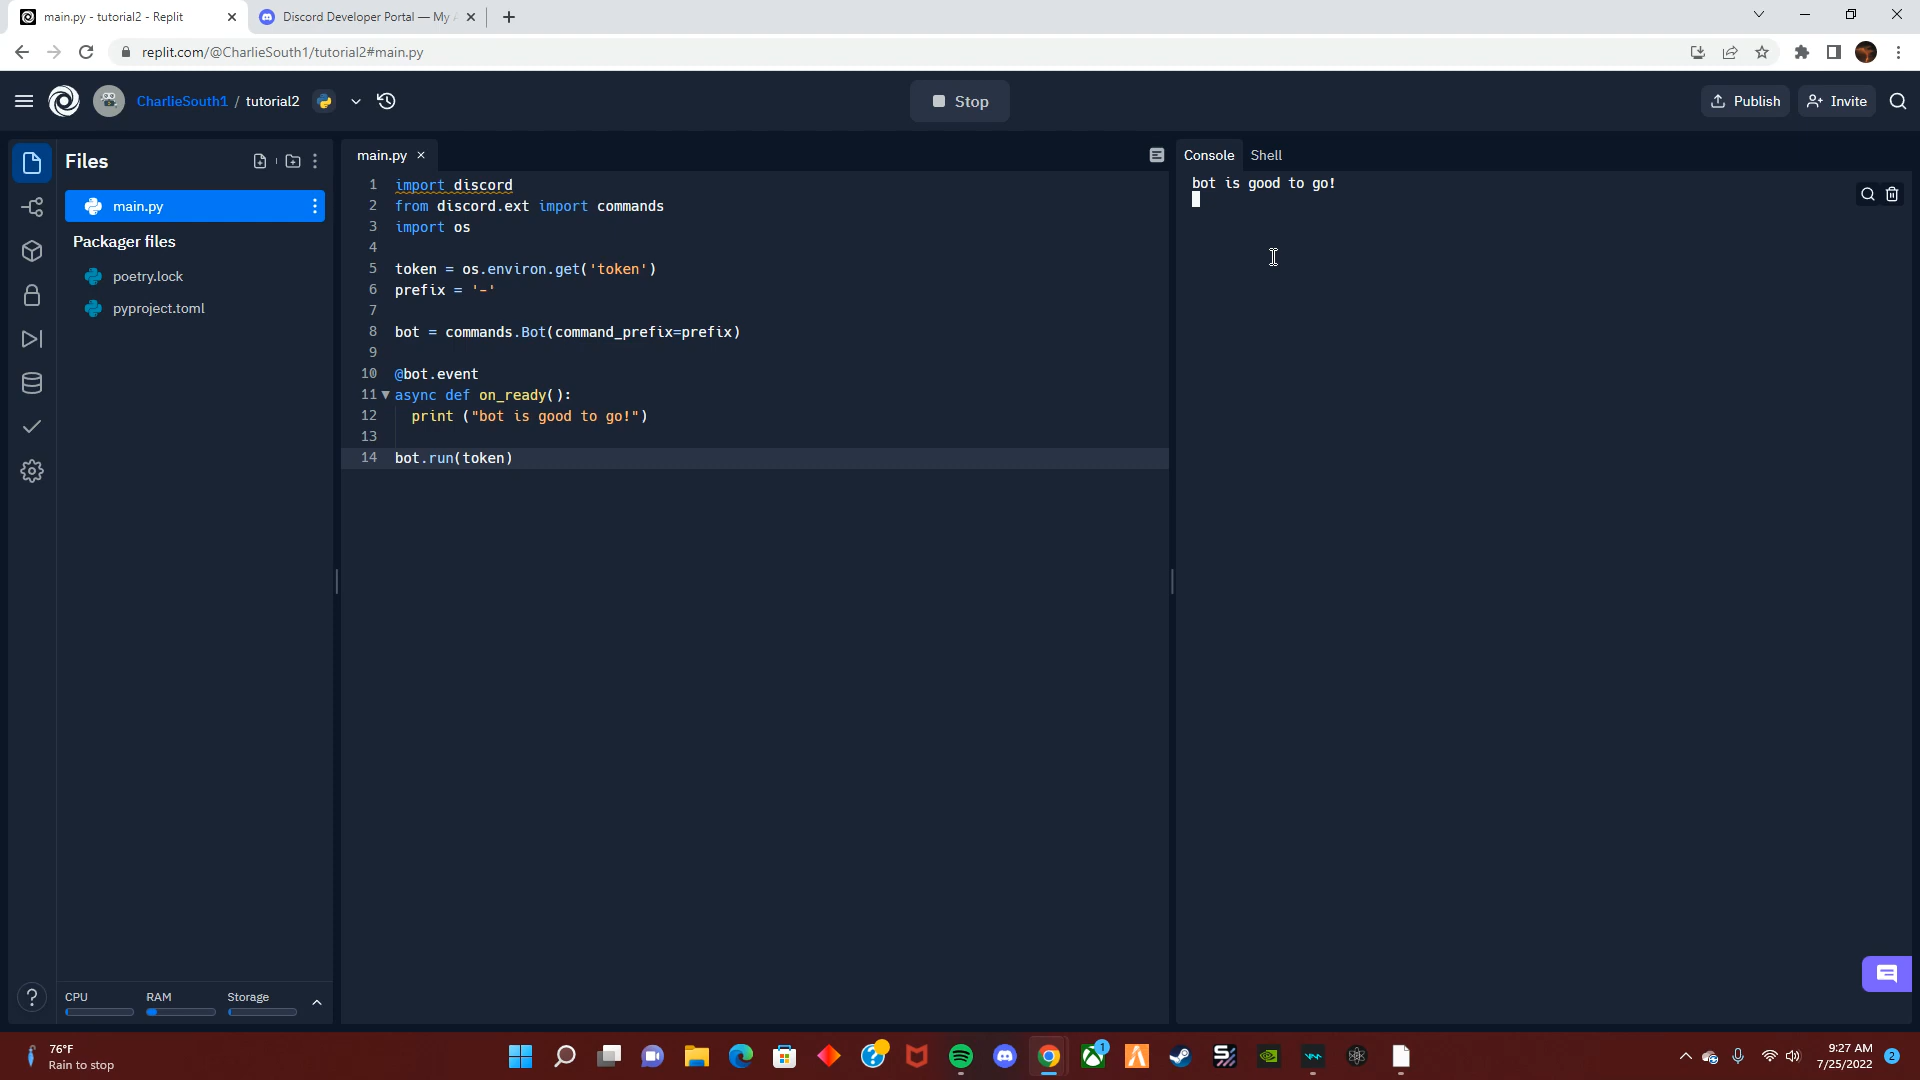 main.py - tutorial2 - Replit
Discord Developer Portal — My
replit.com/@CharlieSouth1/tutorial2#main.py
CharlieSouth1 / tutorial2
Stop
Publish
Invite
Files
main.py
Packager files
poetry.lock
pyproject.toml
CPU
RAM
Storage
main.py
1 import discord
2 from discord.ext import commands
3 import os
4
5 token = os.environ.get('token')
6 prefix = '-'
7
8 bot = commands.Bot(command_prefix=prefix)
9
10 @bot.event
11 async def on_ready():
12 print ("bot is good to go!")
13
14 bot.run(token)
Console Shell
bot is good to go!
76°F
Rain to stop
1
9:27 AM
7/25/2022
2